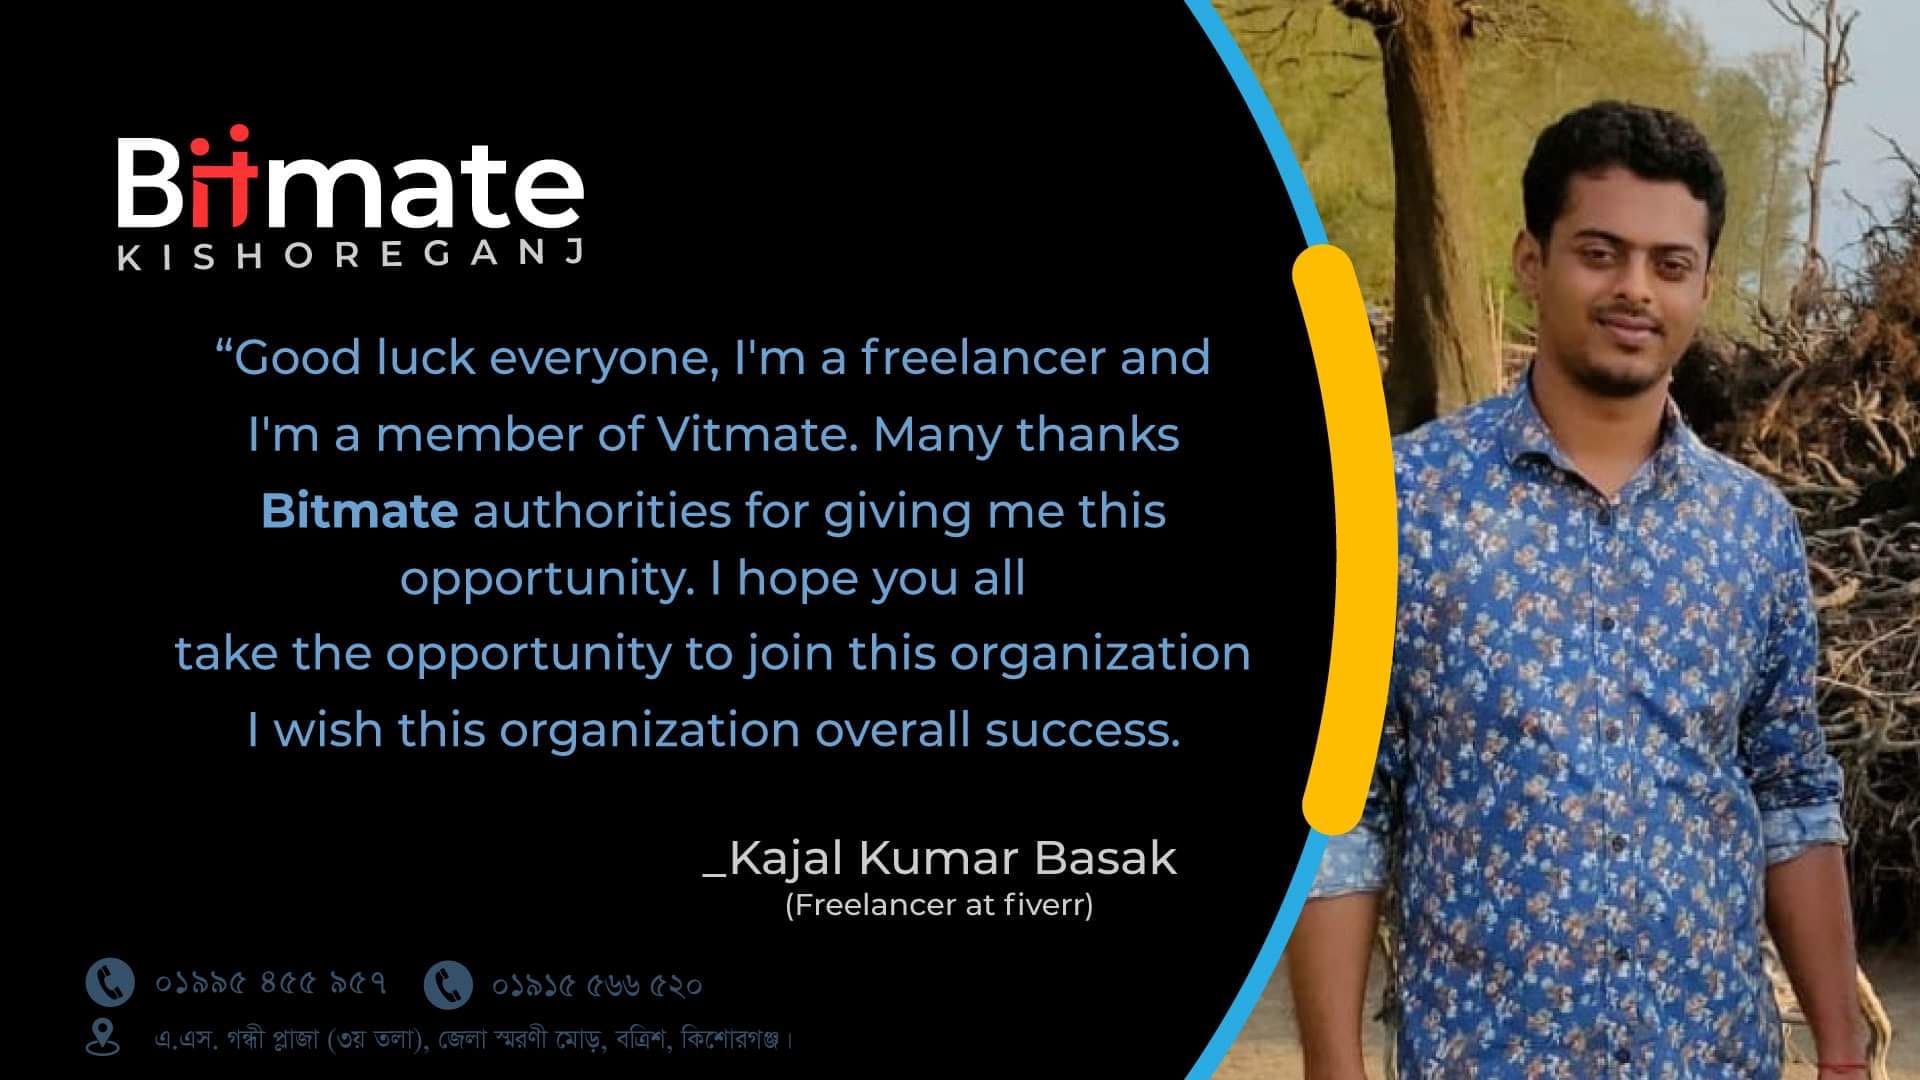 Bitmate
KISHOREGANJ
“Good luck everyone, I'm a freelancer and
I'm a member of Vitmate. Many thanks
Bitmate authorities for giving me this
opportunity. I hope you all
take the opportunity to join this organization
I wish this organization overall success.
_Kajal Kumar Basak
(Freelancer at fiverr)
০১৯৯৫ ৪৫৫ ৯৫৭ ০১৯১৫ ৫৬৬ ৫২০
এ.এস. গন্ধী প্লাজা (৩য় তলা), জেলা স্মরণী মোড়, বত্রিশ, কিশোরগঞ্জ।